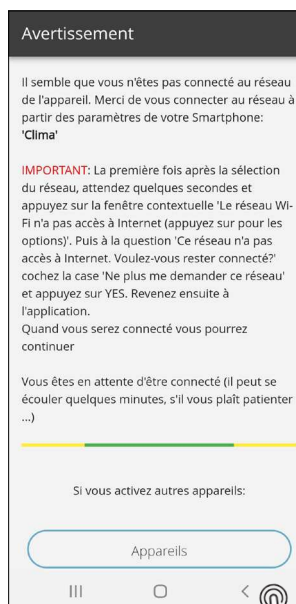 Avertissement
Il semble que vous n'êtes pas connecté au réseau
de l'appareil. Merci de vous connecter au réseau à
partir des paramètres de votre Smartphone:
'Clima'
IMPORTANT: La première fois après la sélection
du réseau, attendez quelques secondes et
appuyez sur la fenêtre contextuelle 'Le réseau Wi-
Fi n'a pas accès à Internet (appuyez sur pour les
options)'. Puis à la question 'Ce réseau n'a pas
accès à Internet. Voulez-vous rester connecté?'
cochez la case 'Ne plus me demander ce réseau'
et appuyez sur YES. Revenez ensuite à
l'application.
Quand vous serez connecté vous pourrez
continuer
Vous êtes en attente d'être connecté (il peut se
écouler quelques minutes, s'il vous plaît patienter
...)
Si vous activez autres appareils:
Appareils